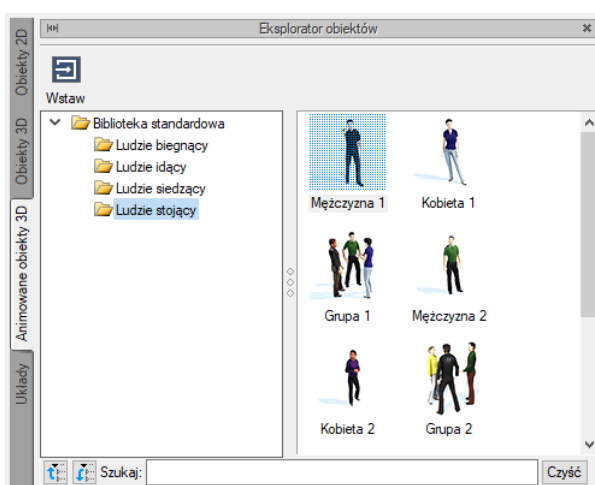 Eksplorator obiektów
Obiekty 2D
Obiekty 3D
Animowane obiekty 3D
Układy
Wstaw
Biblioteka standardowa
Ludzie biegnący
Ludzie idący
Ludzie siedzący
Ludzie stojący
Mężczyzna 1
Kobieta 1
Grupa 1
Mężczyzna 2
Kobieta 2
Grupa 2
Szukaj:
Czyść